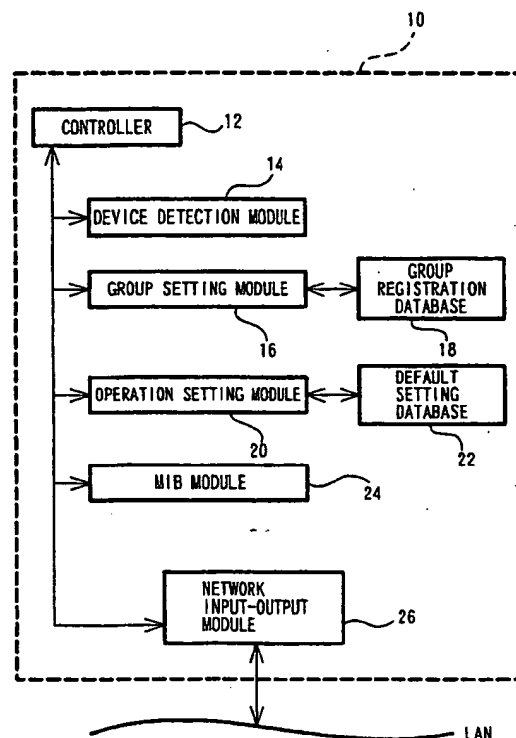 10
CONTROLLER
12
14
DEVICE DETECTION MODULE
GROUP SETTING MODULE
16
GROUP
REGISTRATION
DATABASE
18
OPERATION SETTING MODULE
20
DEFAULT
SETTING
DATABASE
22
MIB MODULE
24
NETWORK
INPUT-OUTPUT
MODULE
26
LAN